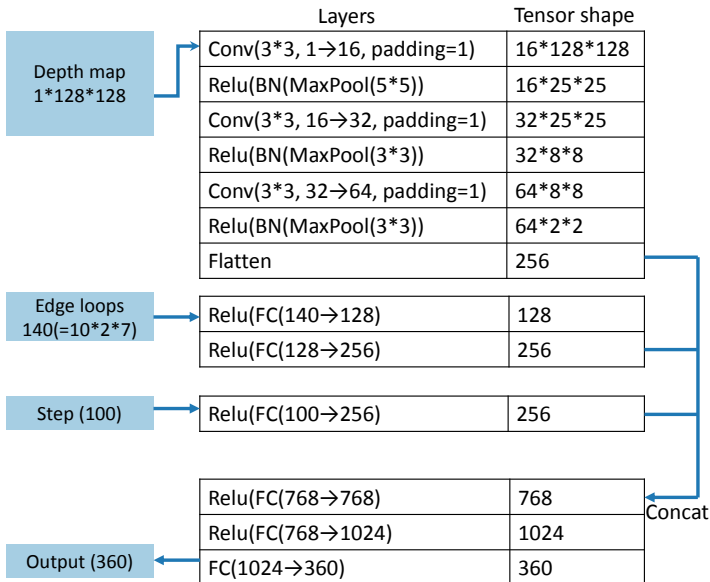 Layers Tensor shape
Depth map
1*128*128
Conv(3*3, 1→16, padding=1) 16*128*128
Relu(BN(MaxPool(5*5)) 16*25*25
Conv(3*3, 16→32, padding=1) 32*25*25
Relu(BN(MaxPool(3*3)) 32*8*8
Conv(3*3, 32→64, padding=1) 64*8*8
Relu(BN(MaxPool(3*3)) 64*2*2
Flatten 256
Edge loops
140(=10*2*7)
Relu(FC(140→128) 128
Relu(FC(128→256) 256
Step (100)
Relu(FC(100→256) 256
Relu(FC(768→768) 768
Concat
Relu(FC(768→1024) 1024
Output (360)
FC(1024→360) 360